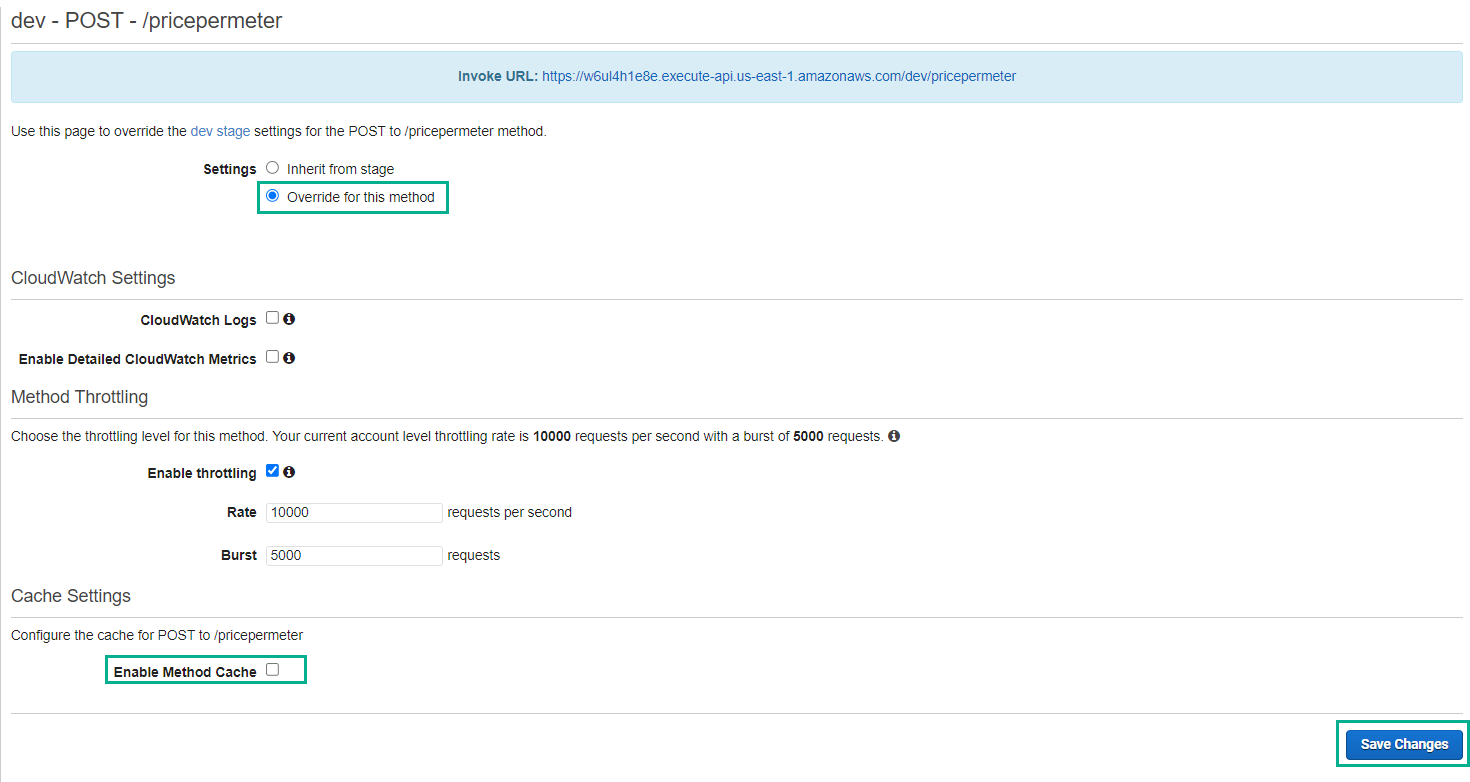 dev - POST - /pricepermeter
Invoke URL: https://w6ul4h1e8e.execute-api.us-east-1.amazonaws.com/dev/pricepermeter
Use this page to override the dev stage settings for the POST to /pricepermeter method.
Settings Inherit from stage
Override for this method
CloudWatch Settings
CloudWatch Logs
Enable Detailed CloudWatch Metrics
Method Throttling
Choose the throttling level for this method. Your current account level throttling rate is 10000 requests per second with a burst of 5000 requests.
Enable throttling
Rate 10000 requests per second
Burst 5000 requests
Cache Settings
Configure the cache for POST to /pricepermeter
Enable Method Cache
Save Changes